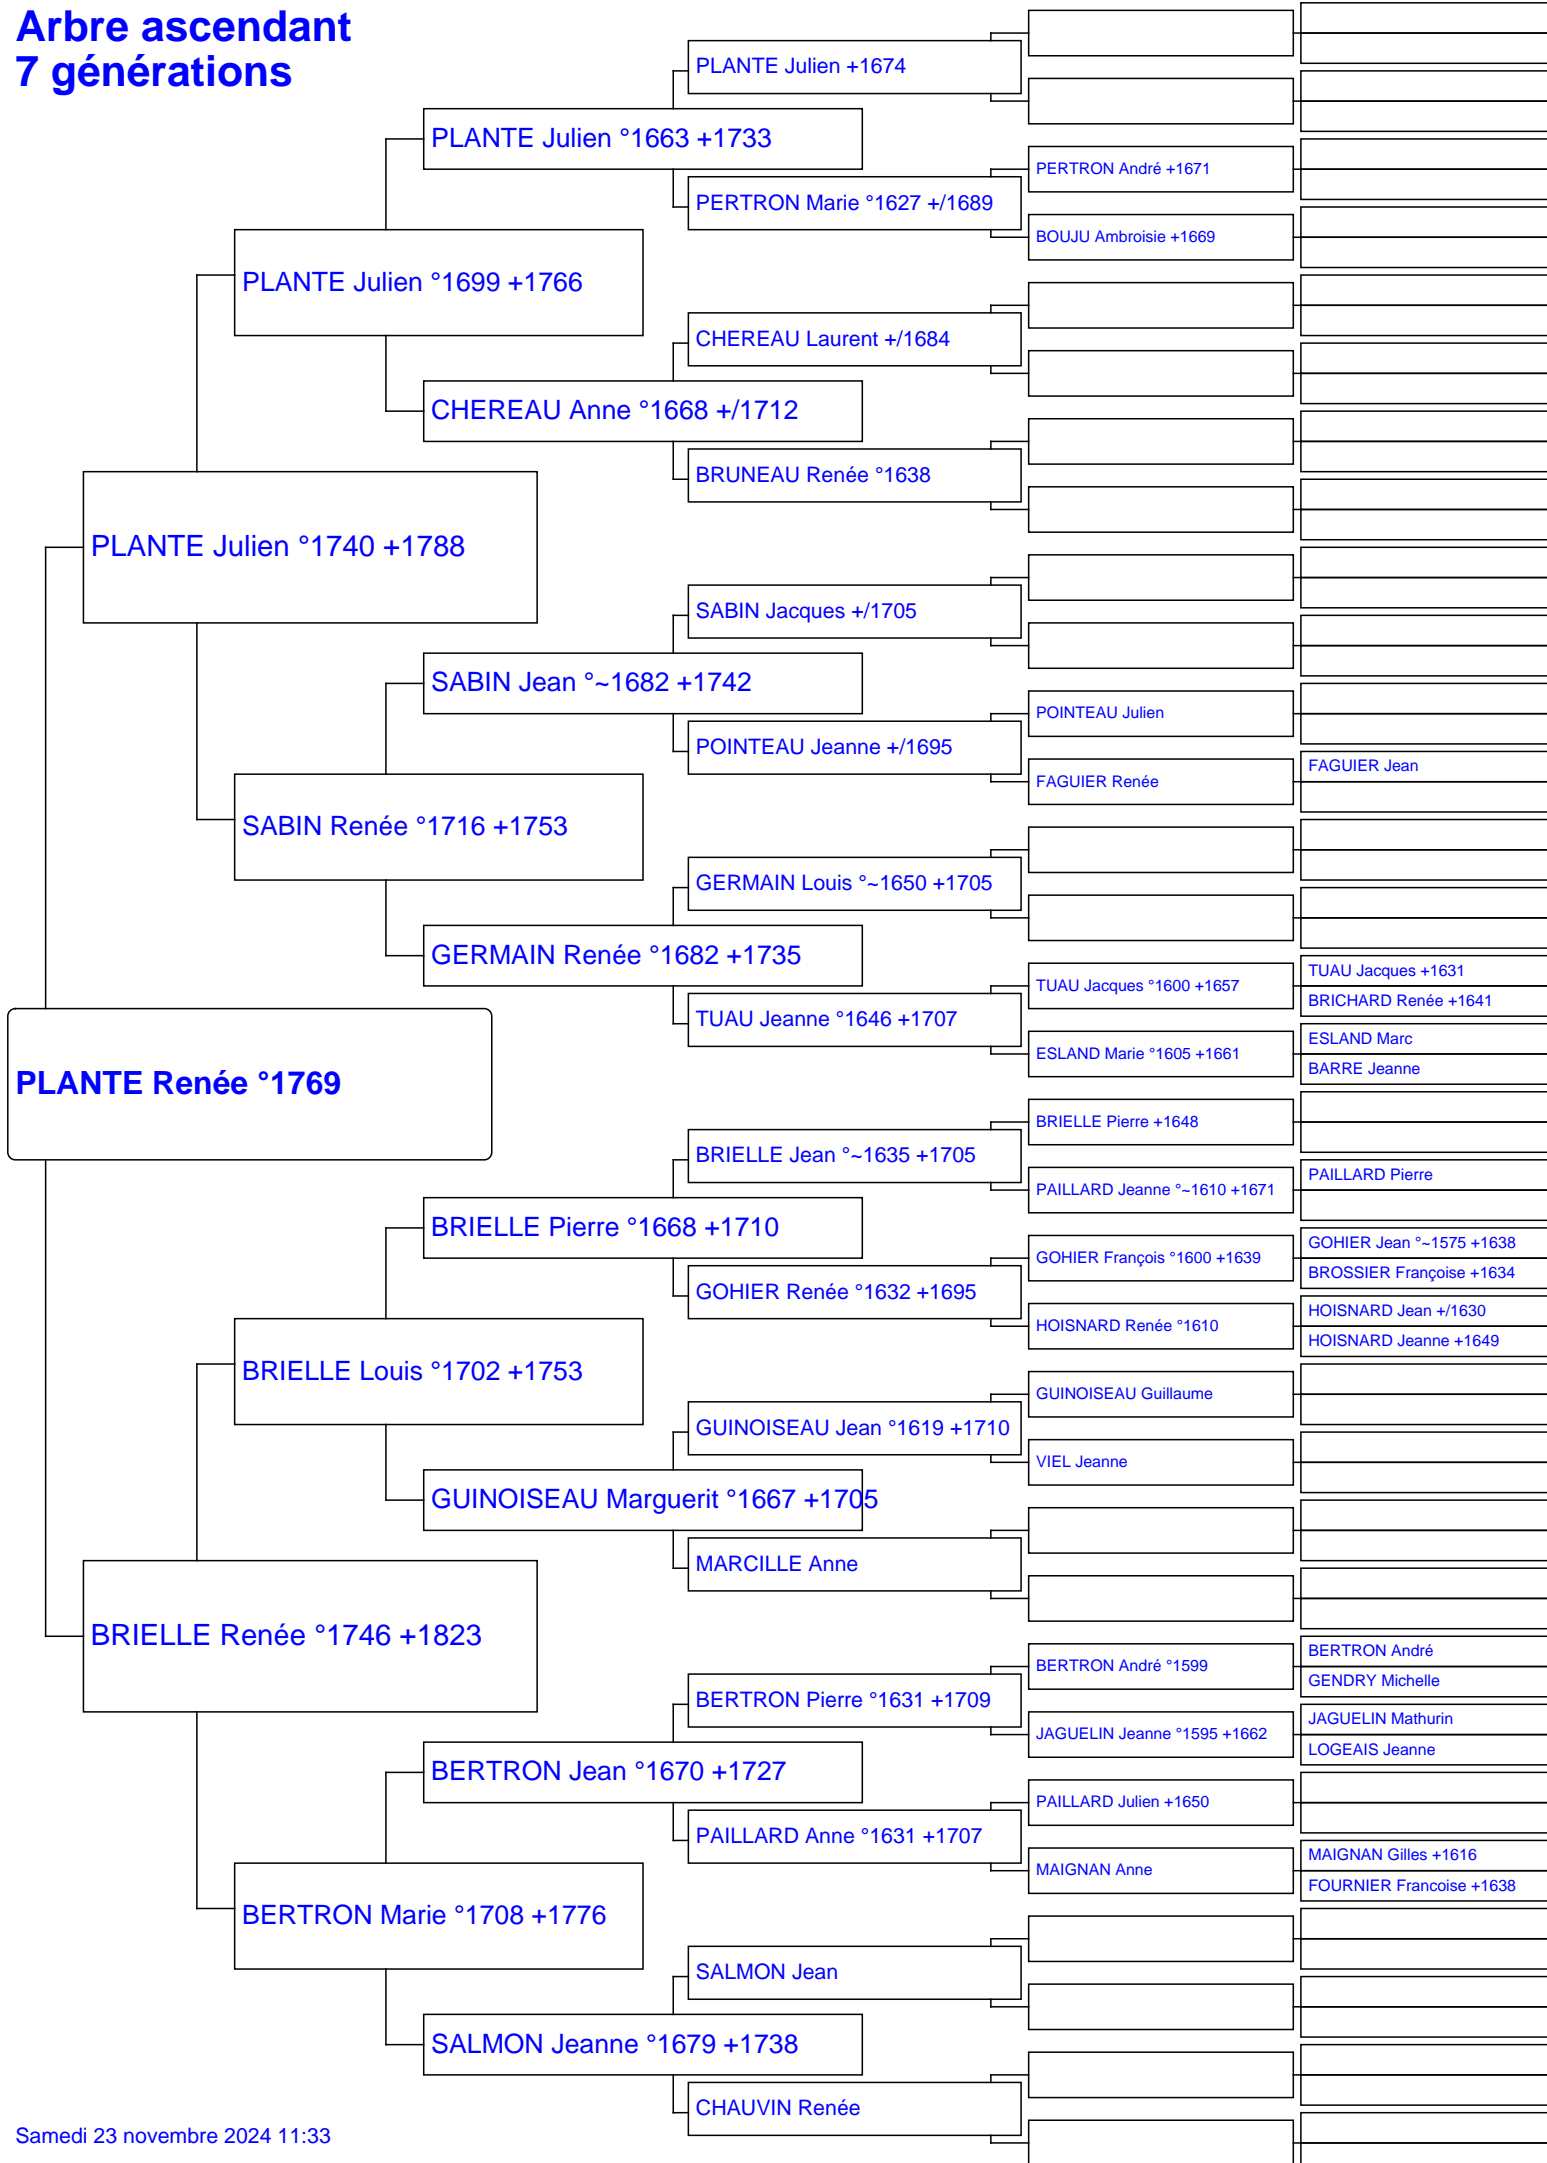 Arbre ascendant
7 générations
PLANTE Julien +1674
PLANTE Julien °1663 +1733
PERTRON André +1671
PERTRON Marie °1627 +/1689
BOUJU Ambroisie +1669
PLANTE Julien °1699 +1766
CHEREAU Laurent +/1684
CHEREAU Anne °1668 +/1712
BRUNEAU Renée °1638
PLANTE Julien °1740 +1788
SABIN Jacques +/1705
SABIN Jean °~1682 +1742
POINTEAU Julien
POINTEAU Jeanne +/1695
FAGUIER Jean
FAGUIER Renée
SABIN Renée °1716 +1753
GERMAIN Louis °~1650 +1705
GERMAIN Renée °1682 +1735
TUAU Jacques +1631
TUAU Jacques °1600 +1657
BRICHARD Renée +1641
TUAU Jeanne °1646 +1707
ESLAND Marc
ESLAND Marie °1605 +1661
BARRE Jeanne
PLANTE Renée °1769
BRIELLE Pierre +1648
BRIELLE Jean °~1635 +1705
PAILLARD Pierre
PAILLARD Jeanne °~1610 +1671
BRIELLE Pierre °1668 +1710
GOHIER Jean °~1575 +1638
GOHIER François °1600 +1639
BROSSIER Françoise +1634
GOHIER Renée °1632 +1695
HOISNARD Jean +/1630
HOISNARD Renée °1610
HOISNARD Jeanne +1649
BRIELLE Louis °1702 +1753
GUINOISEAU Guillaume
GUINOISEAU Jean °1619 +1710
VIEL Jeanne
GUINOISEAU Marguerit °1667 +1705
MARCILLE Anne
BRIELLE Renée °1746 +1823
BERTRON André
BERTRON André °1599
GENDRY Michelle
BERTRON Pierre °1631 +1709
JAGUELIN Mathurin
JAGUELIN Jeanne °1595 +1662
LOGEAIS Jeanne
BERTRON Jean °1670 +1727
PAILLARD Julien +1650
PAILLARD Anne °1631 +1707
MAIGNAN Gilles +1616
MAIGNAN Anne
FOURNIER Francoise +1638
BERTRON Marie °1708 +1776
SALMON Jean
SALMON Jeanne °1679 +1738
CHAUVIN Renée
Samedi 23 novembre 2024 11:33